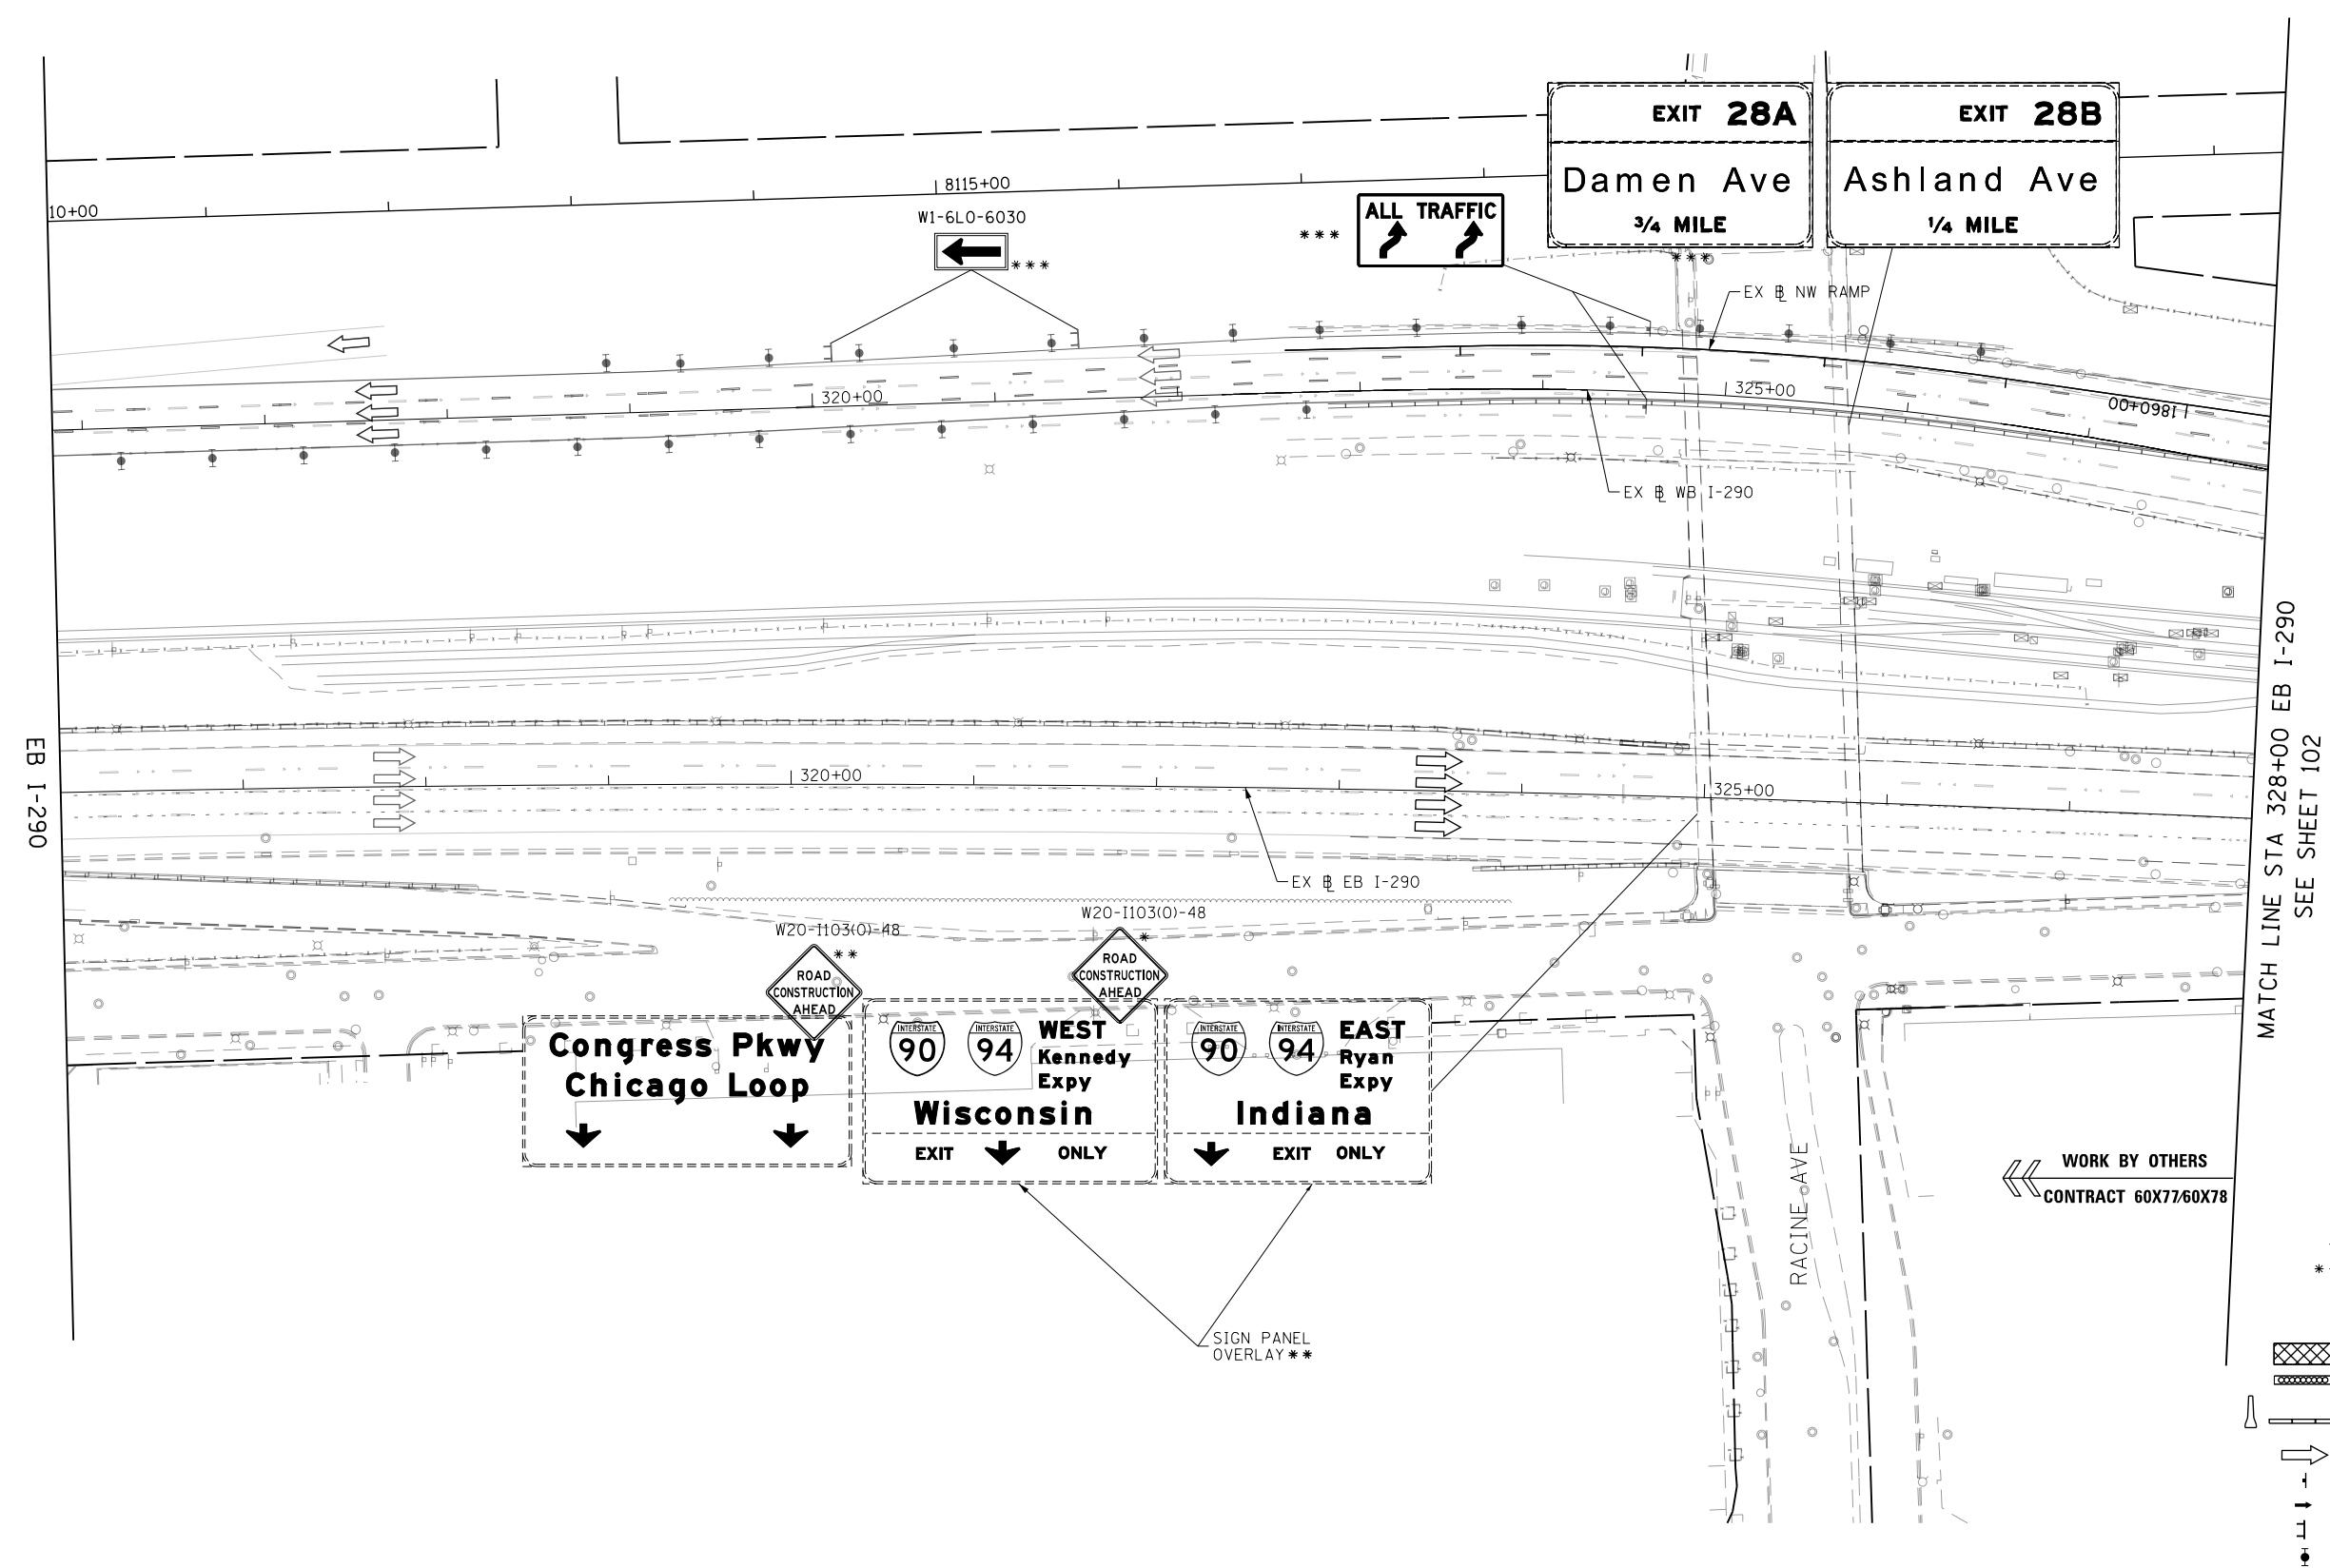 EXIT 28A
Damen Ave
3/4 MILE
EXIT 28B
Ashland Ave
1/4 MILE
10+00
8115+00
W1-6LO-6030
***
***
ALL TRAFFIC
***
EX BL NW RAMP
320+00
325+00
1860+00
EX BL WB I-290
EB I-290
320+00
325+00
EX BL EB I-290
W20-I103(O)-48
**
ROAD
CONSTRUCTION
AHEAD
W20-I103(O)-48
*
ROAD
CONSTRUCTION
AHEAD
Congress Pkwy
Chicago Loop
INTERSTATE
90
INTERSTATE
94
WEST
Kennedy
Expy
Wisconsin
EXIT ONLY
INTERSTATE
90
INTERSTATE
94
EAST
Ryan
Expy
Indiana
EXIT ONLY
SIGN PANEL
OVERLAY**
RACINE AVE
WORK BY OTHERS
CONTRACT 60X77/60X78
MATCH LINE STA 328+00 EB I-290
SEE SHEET 102
*